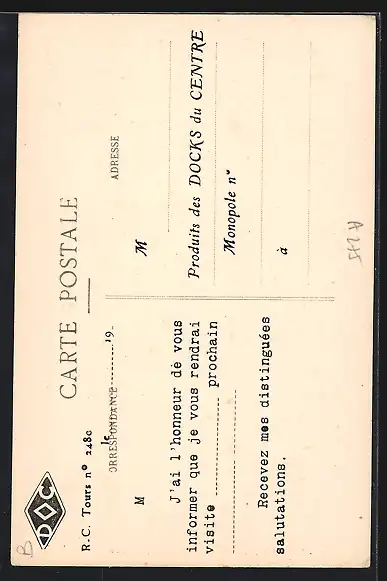 B
DOC
CARTE POSTALE
R.C. Tours n° 2480
le 19
CORRESPONDANCE
M
J'ai l'honneur de vous
informer que je vous rendrai
visite prochain
Recevez mes distinguées
salutations.
ADRESSE
M
Produits des DOCKS du CENTRE
Monopole n°
à